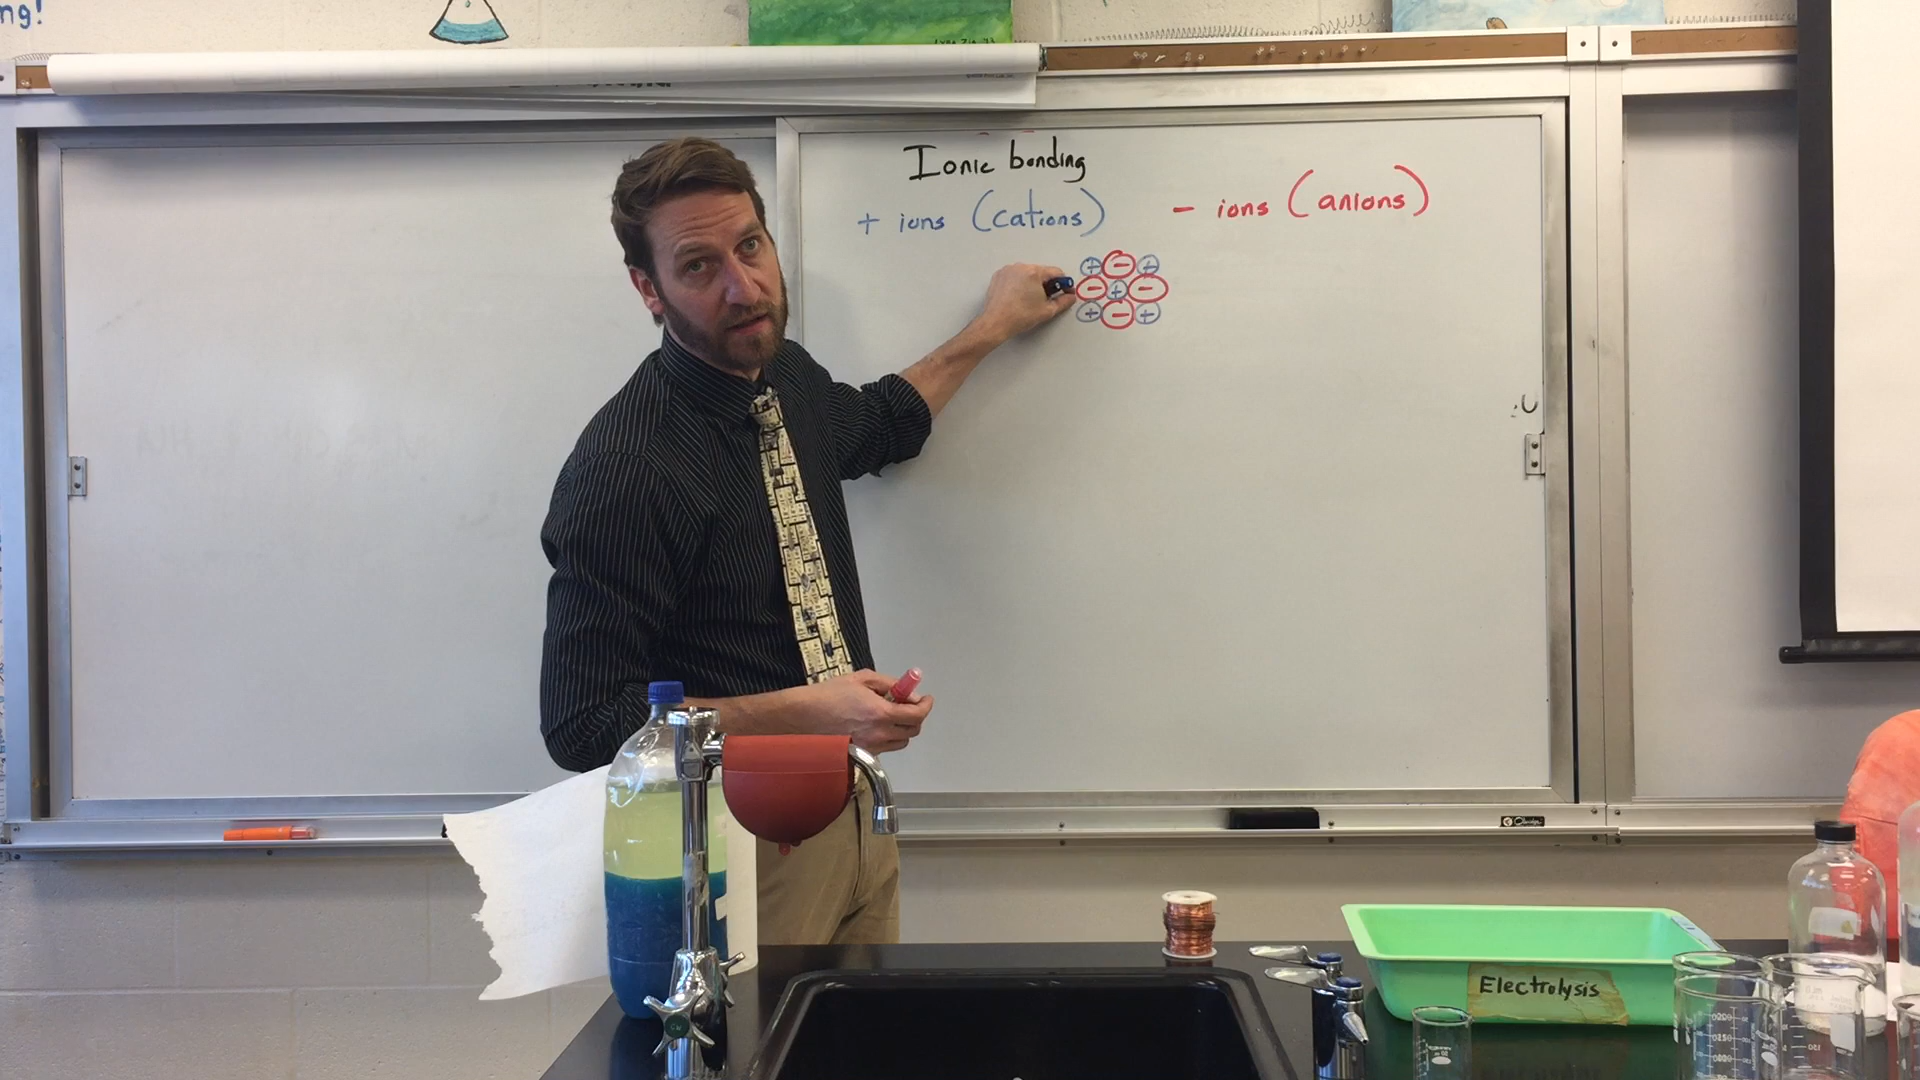 ng!
Ionic bonding
+ ions (cations)
- ions (anions)
+ - +
- + -
+ - +
Electrolysis